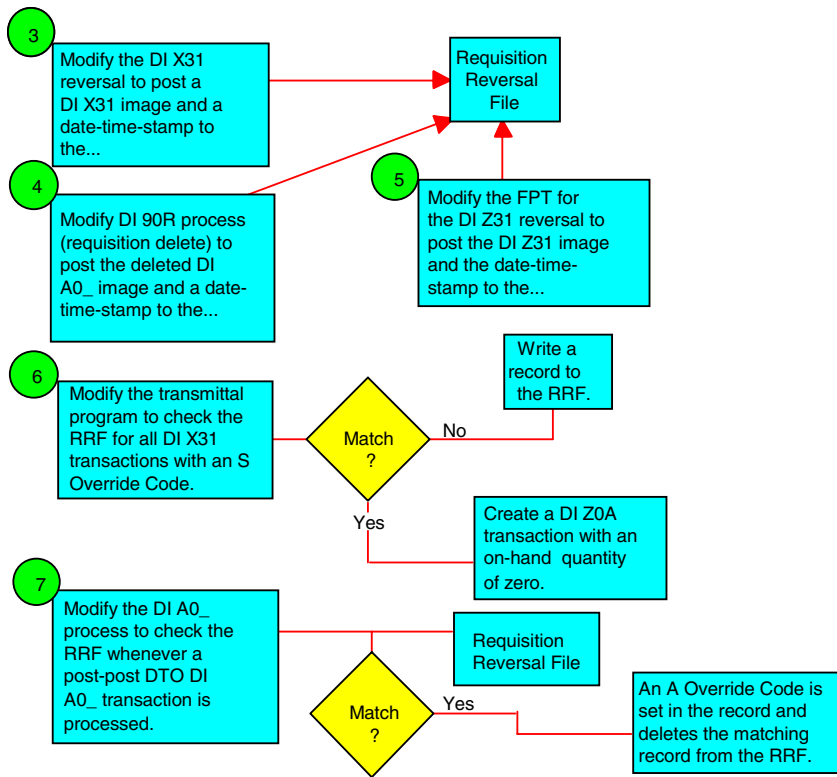 3
Modify the DI X31
reversal to post a
DI X31 image and a
date-time-stamp to
the...
Requisition
Reversal
File
4
Modify DI 90R process
(requisition delete) to
post the deleted DI
A0_ image and a date-
time-stamp to the...
5
Modify the FPT for
the DI Z31 reversal to
post the DI Z31 image
and the date-time-
stamp to the...
6
Modify the transmittal
program to check the
RRF for all DI X31
transactions with an S
Override Code.
Match
?
No
Write a
record to
the RRF.
Yes
Create a DI Z0A
transaction with an
on-hand quantity
of zero.
7
Modify the DI A0_
process to check the
RRF whenever a
post-post DTO DI
A0_ transaction is
processed.
Requisition
Reversal File
Match
?
Yes
An A Override Code is
set in the record and
deletes the matching
record from the RRF.